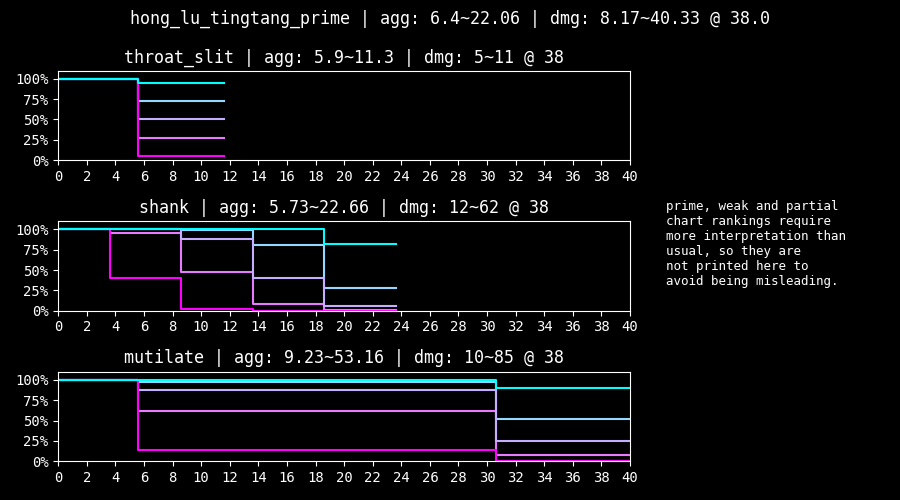 hong_lu_tingtang_prime | agg: 6.4~22.06 | dmg: 8.17~40.33 @ 38.0
throat_slit | agg: 5.9~11.3 | dmg: 5~11 @ 38
100%
75%
50%
25%
0%
0 2 4 6 8 10 12 14 16 18 20 22 24 26 28 30 32 34 36 38 40
shank | agg: 5.73~22.66 | dmg: 12~62 @ 38
100%
75%
50%
25%
0%
0 2 4 6 8 10 12 14 16 18 20 22 24 26 28 30 32 34 36 38 40
prime, weak and partial
chart rankings require
more interpretation than
usual, so they are
not printed here to
avoid being misleading.
mutilate | agg: 9.23~53.16 | dmg: 10~85 @ 38
100%
75%
50%
25%
0%
0 2 4 6 8 10 12 14 16 18 20 22 24 26 28 30 32 34 36 38 40